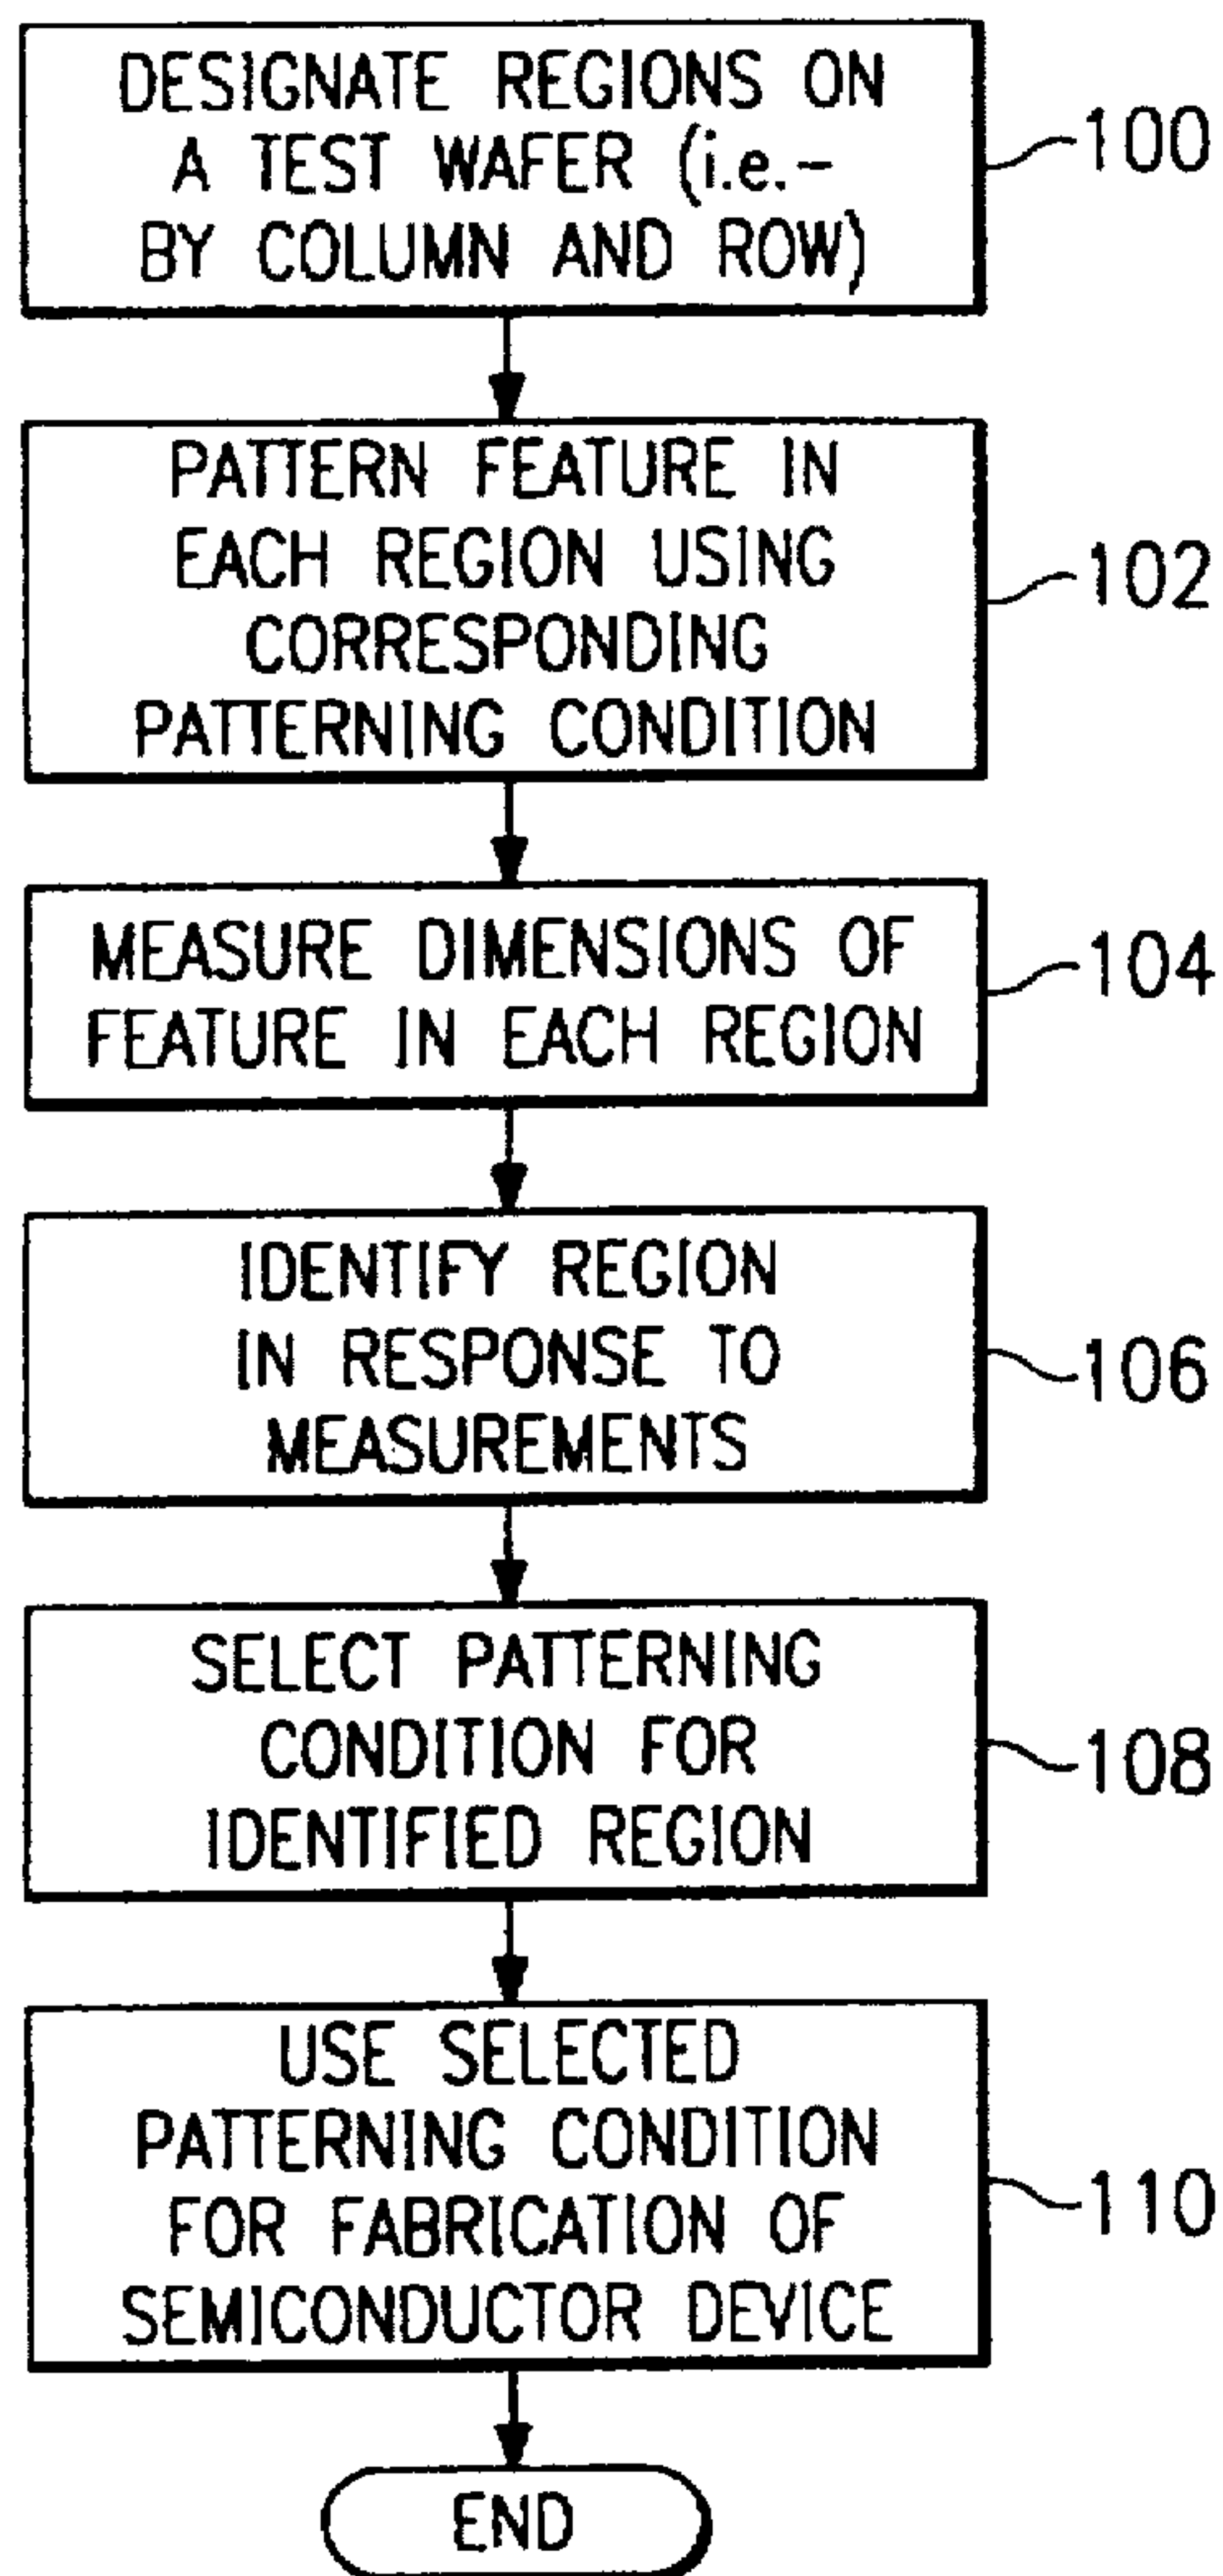 DESIGNATE REGIONS ON
A TEST WAFER (i.e.-
BY COLUMN AND ROW)
100
PATTERN FEATURE IN
EACH REGION USING
CORRESPONDING
PATTERNING CONDITION
102
MEASURE DIMENSIONS OF
FEATURE IN EACH REGION
104
IDENTIFY REGION
IN RESPONSE TO
MEASUREMENTS
106
SELECT PATTERNING
CONDITION FOR
IDENTIFIED REGION
108
USE SELECTED
PATTERNING CONDITION
FOR FABRICATION OF
SEMICONDUCTOR DEVICE
110
END